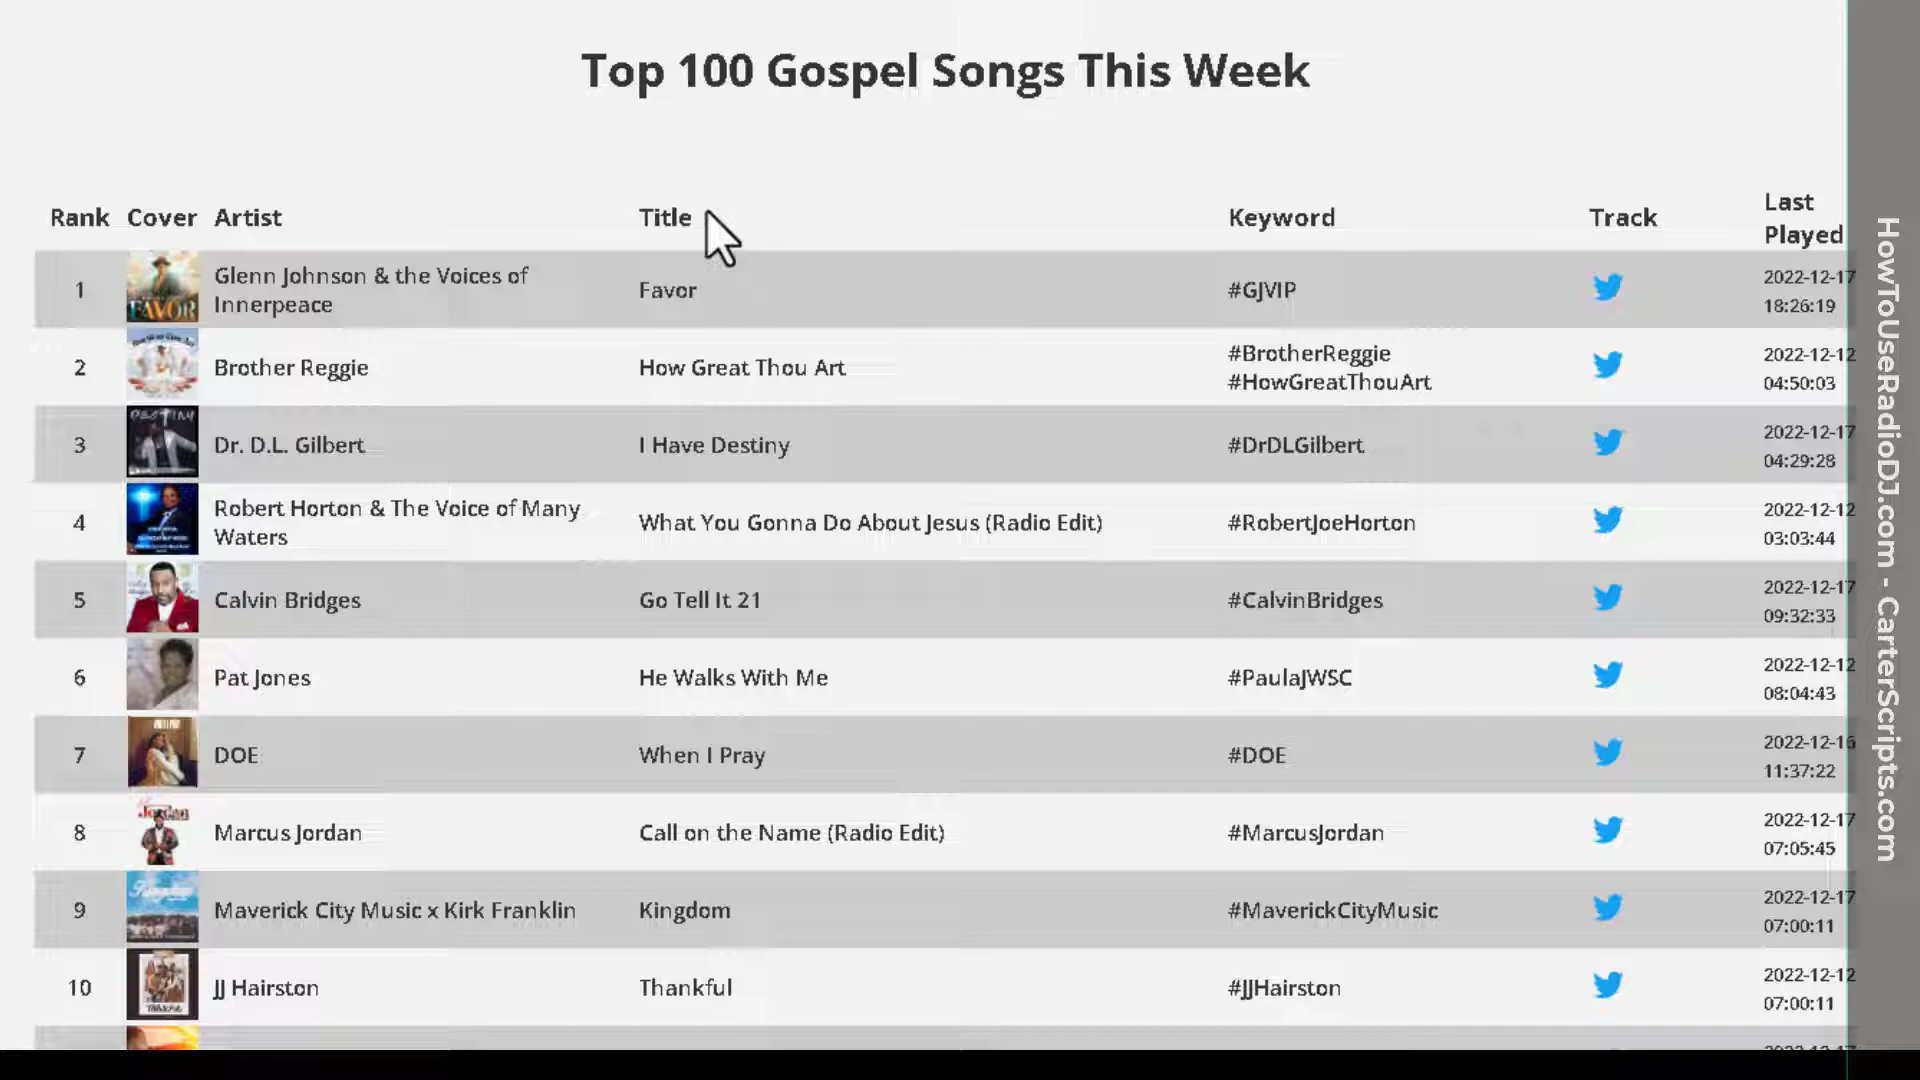 Top 100 Gospel Songs This Week
Rank Cover Artist Title Keyword Track Last Played
1 FAVOR Glenn Johnson & the Voices of Innerpeace Favor #GJVIP 2022-12-17 18:26:19
2 Brother Reggie How Great Thou Art #BrotherReggie #HowGreatThouArt 2022-12-12 04:50:03
3 DESTINY Dr. D.L. Gilbert I Have Destiny #DrDLGilbert 2022-12-17 04:29:28
4 Robert Horton & The Voice of Many Waters What You Gonna Do About Jesus (Radio Edit) #RobertJoeHorton 2022-12-12 03:03:44
5 Calvin Bridges Go Tell It 21 #CalvinBridges 2022-12-17 09:32:33
6 Pat Jones He Walks With Me #PaulaJWSC 2022-12-12 08:04:43
7 DOE When I Pray #DOE 2022-12-16 11:37:22
8 Jordan Marcus Jordan Call on the Name (Radio Edit) #MarcusJordan 2022-12-17 07:05:45
9 Maverick City Music x Kirk Franklin Kingdom #MaverickCityMusic 2022-12-17 07:00:11
10 JJ Hairston Thankful #JJHairston 2022-12-12 07:00:11
HowToUseRadioDJ.com - CarterScripts.com